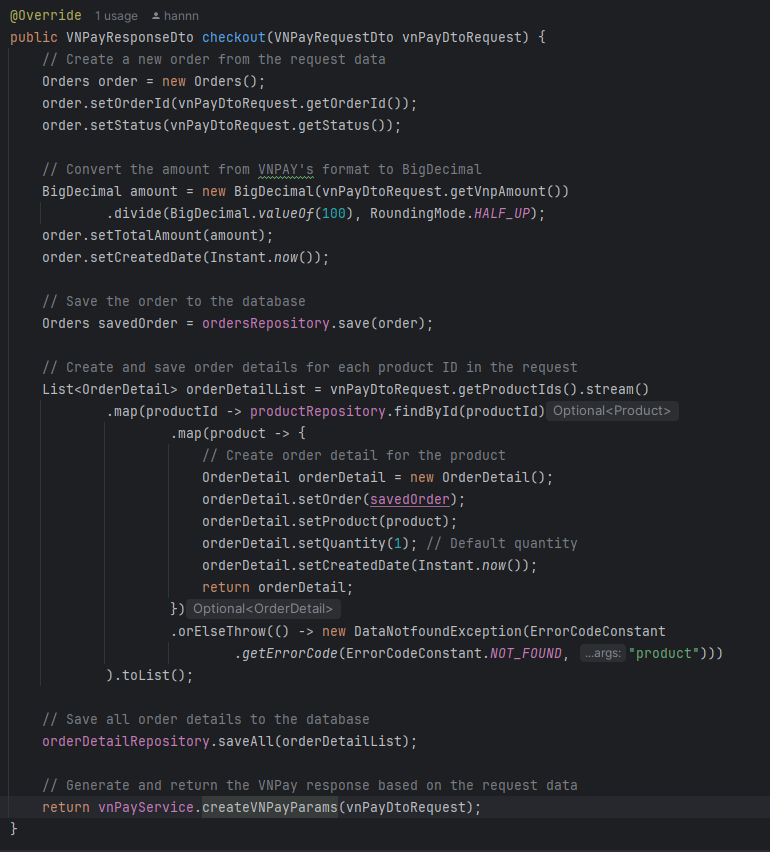 @Override 1 usage hannn
public VNPayResponseDto checkout(VNPayRequestDto vnPayDtoRequest) {
// Create a new order from the request data
Orders order = new Orders();
order.setOrderId(vnPayDtoRequest.getOrderId());
order.setStatus(vnPayDtoRequest.getStatus());
// Convert the amount from VNPAY's format to BigDecimal
BigDecimal amount = new BigDecimal(vnPayDtoRequest.getVnpAmount())
.divide(BigDecimal.valueOf(100), RoundingMode.HALF_UP);
order.setTotalAmount(amount);
order.setCreatedDate(Instant.now());
// Save the order to the database
Orders savedOrder = ordersRepository.save(order);
// Create and save order details for each product ID in the request
List<OrderDetail> orderDetailList = vnPayDtoRequest.getProductIds().stream()
.map(productId -> productRepository.findById(productId) Optional<Product>
.map(product -> {
// Create order detail for the product
OrderDetail orderDetail = new OrderDetail();
orderDetail.setOrder(savedOrder);
orderDetail.setProduct(product);
orderDetail.setQuantity(1); // Default quantity
orderDetail.setCreatedDate(Instant.now());
return orderDetail;
}) Optional<OrderDetail>
.orElseThrow(() -> new DataNotfoundException(ErrorCodeConstant
.getErrorCode(ErrorCodeConstant.NOT_FOUND, ...args: "product")))
).toList();
// Save all order details to the database
orderDetailRepository.saveAll(orderDetailList);
// Generate and return the VNPay response based on the request data
return vnPayService.createVNPayParams(vnPayDtoRequest);
}